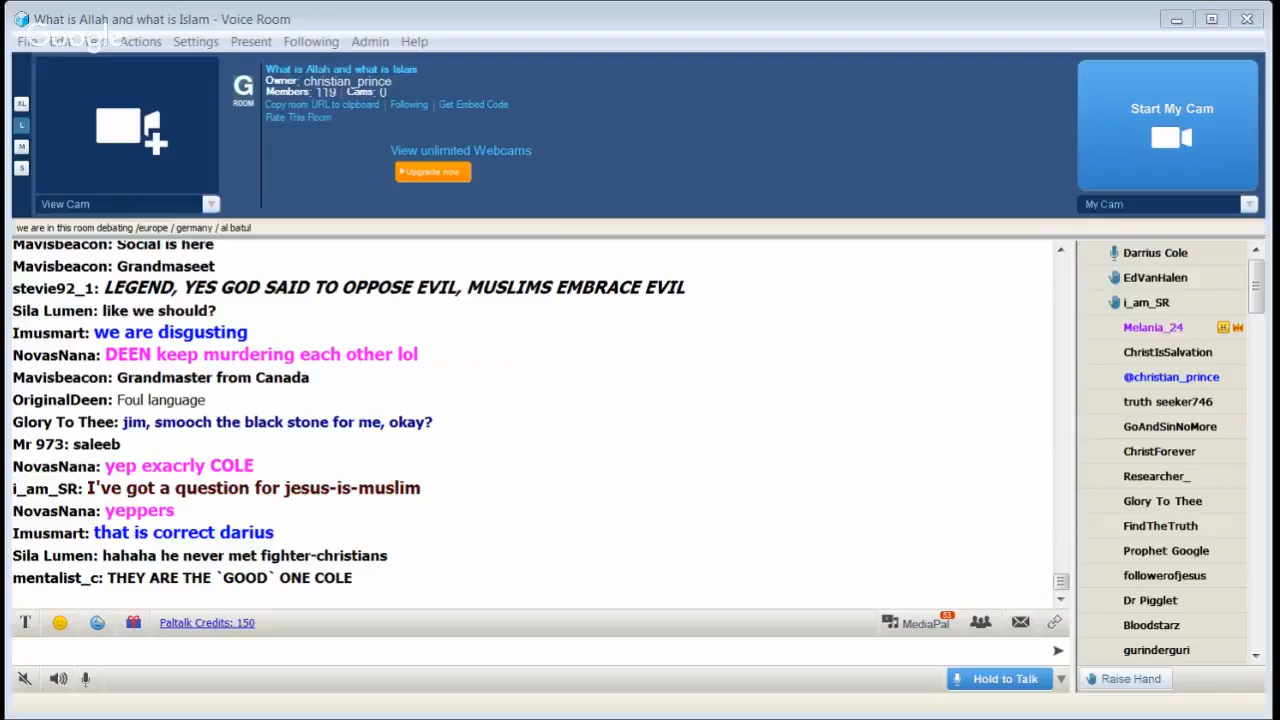 What is Allah and what is Islam - Voice Room
Google
Actions Settings Present Following Admin Help
What is Allah and what is Islam
Owner: christian_prince
Members: 119 Cams: 0
Copy room URL to clipboard | Following | Get Embed Code
Rate This Room
G
ROOM
View unlimited Webcams
Upgrade now
XL
L
M
S
View Cam
Start My Cam
My Cam
we are in this room debating /europe / germany / al batul
Mavisbeacon: Social is here
Mavisbeacon: Grandmaseet
stevie92_1: LEGEND, YES GOD SAID TO OPPOSE EVIL, MUSLIMS EMBRACE EVIL
Sila Lumen: like we should?
Imusmart: we are disgusting
NovasNana: DEEN keep murdering each other lol
Mavisbeacon: Grandmaster from Canada
OriginalDeen: Foul language
Glory To Thee: jim, smooch the black stone for me, okay?
Mr 973: saleeb
NovasNana: yep exacrly COLE
i_am_SR: I've got a question for jesus-is-muslim
NovasNana: yeppers
Imusmart: that is correct darius
Sila Lumen: hahaha he never met fighter-christians
mentalist_c: THEY ARE THE `GOOD` ONE COLE
Darrius Cole
EdVanHalen
i_am_SR
Melania_24
ChristIsSalvation
@christian_prince
truth seeker746
GoAndSinNoMore
ChristForever
Researcher_
Glory To Thee
FindTheTruth
Prophet Google
followerofjesus
Dr Pigglet
Bloodstarz
gurinderguri
T
Paltalk Credits: 150
MediaPal
53
Hold to Talk
Raise Hand